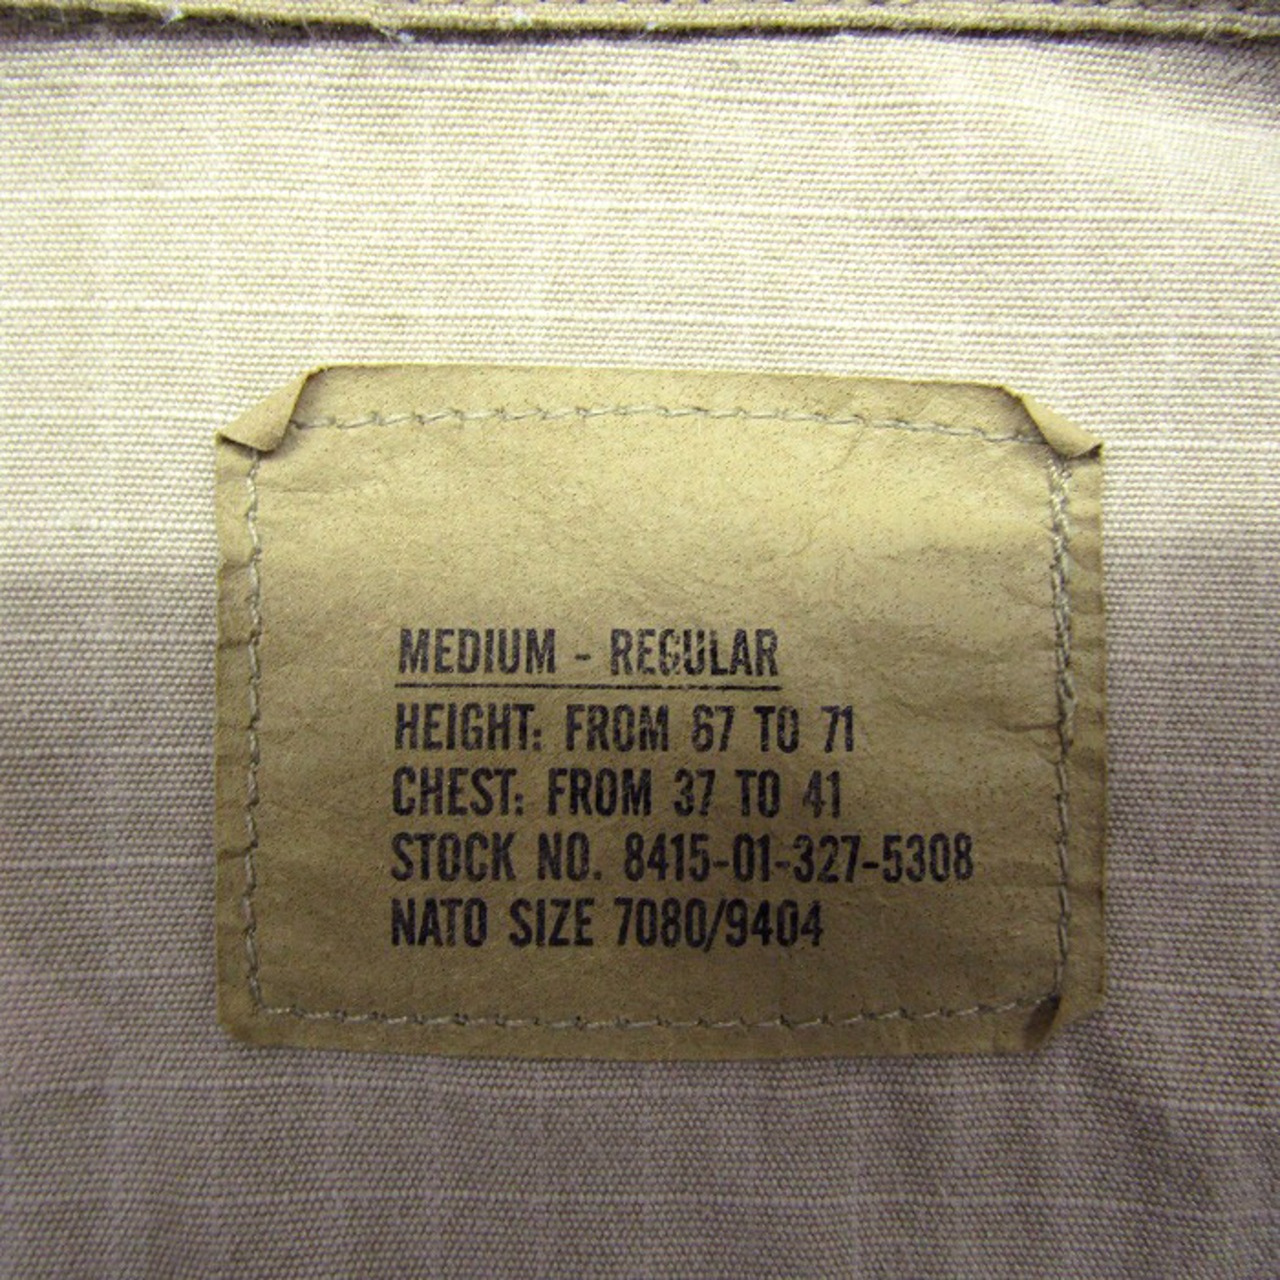 MEDIUM - REGULAR
HEIGHT: FROM 67 TO 71
CHEST: FROM 37 TO 41
STOCK NO. 8415-01-327-5308
NATO SIZE 7080/9404